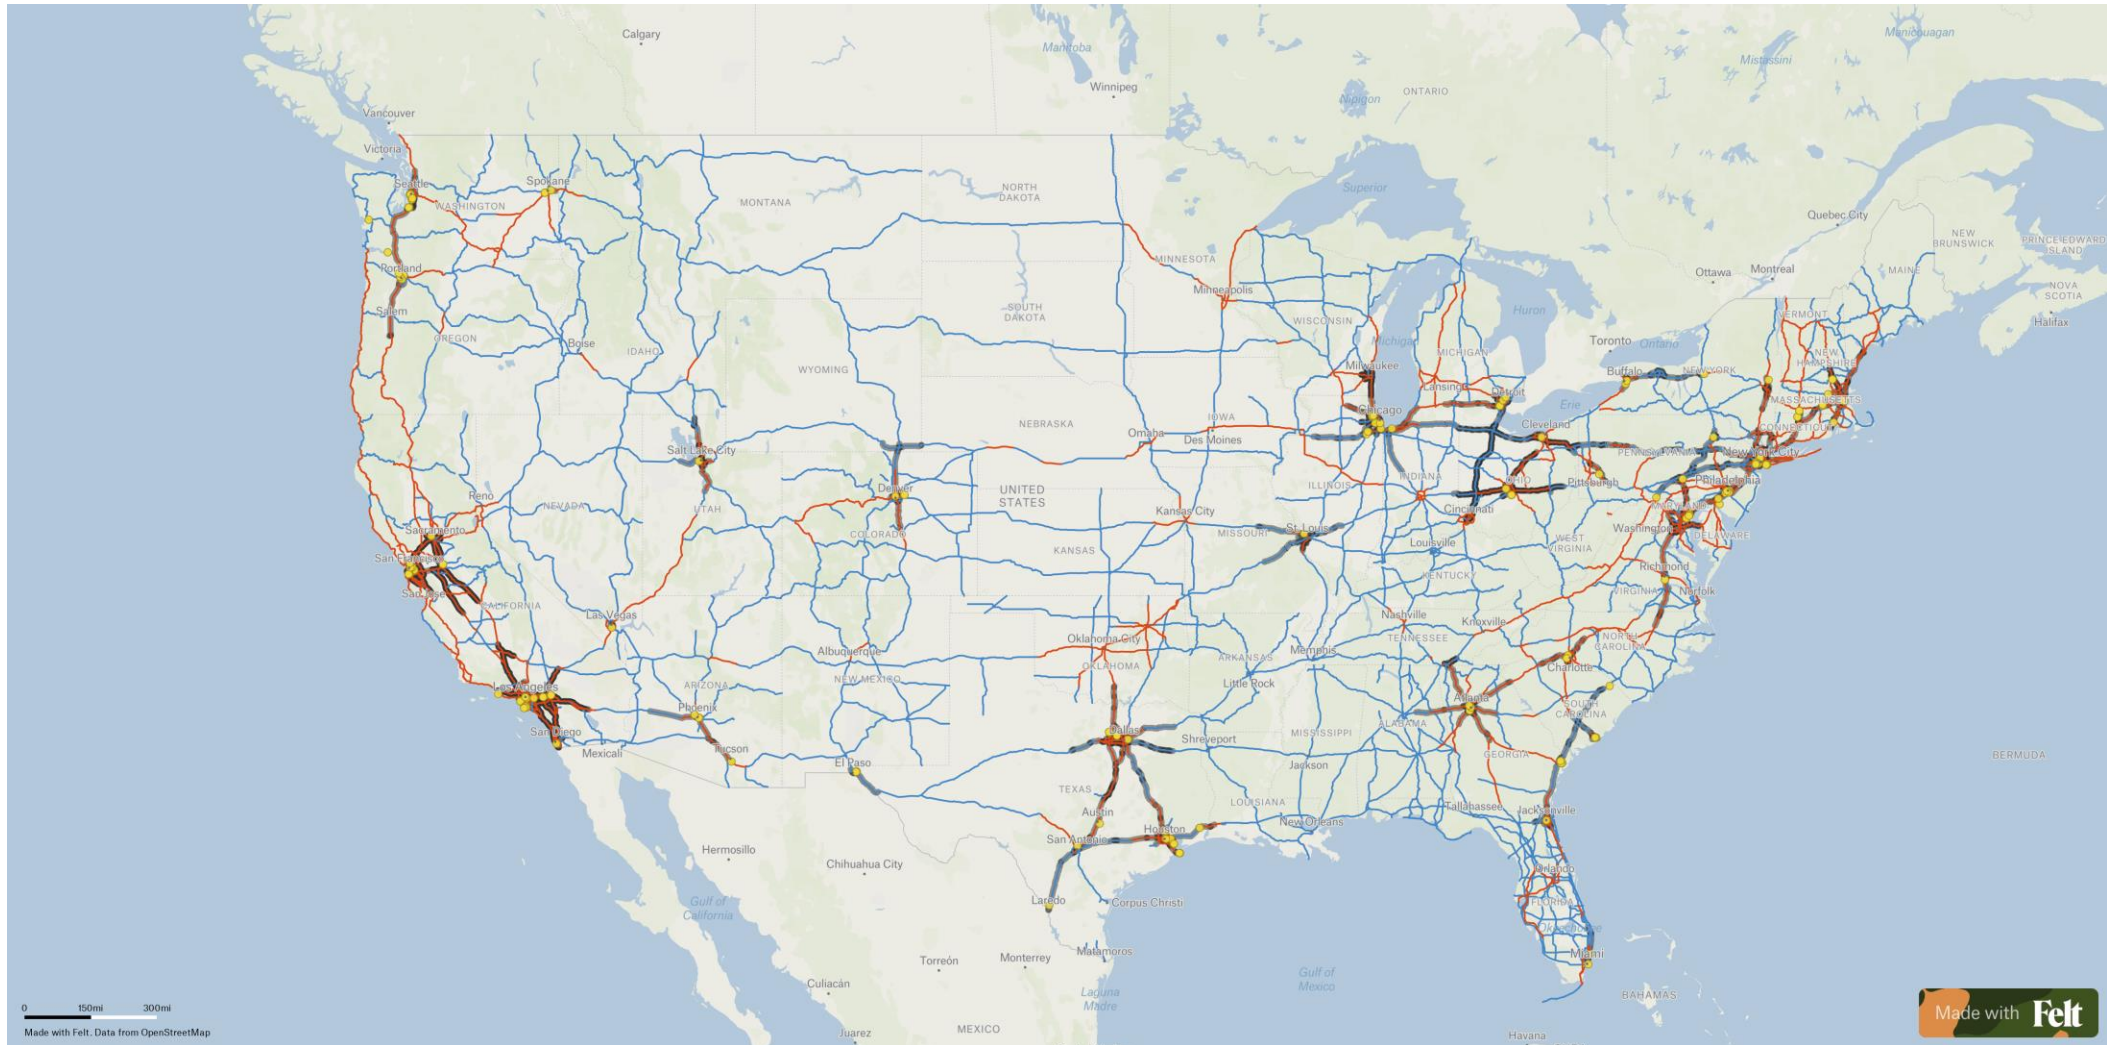 Calgary
Manitoba
Winnipeg
Nipigon
ONTARIO
Mistassini
Manicouagan
Vancouver
Victoria
Seattle
Spokane
WASHINGTON
MONTANA
NORTH
DAKOTA
Superior
Quebec City
NEW
BRUNSWICK
PRINCE EDWARD
ISLAND
Portland
MINNESOTA
Ottawa
Montreal
MAINE
NOVA
SCOTIA
Halifax
Salem
OREGON
Boise
IDAHO
SOUTH
DAKOTA
Minneapolis
WISCONSIN
Michigan
Huron
MICHIGAN
Toronto
Ontario
VERMONT
NEW
HAMPSHIRE
WYOMING
Milwaukee
Lansing
Detroit
Buffalo
NEW YORK
MASSACHUSETTS
Erie
Chicago
Cleveland
CONNECTICUT
IOWA
Des Moines
Omaha
NEBRASKA
Salt Lake City
PENNSYLVANIA
New York City
Reno
NEVADA
UTAH
Denver
COLORADO
UNITED
STATES
ILLINOIS
INDIANA
OHIO
Pittsburgh
Philadelphia
Kansas City
Cincinnati
MARYLAND
Sacramento
San Francisco
San Jose
CALIFORNIA
KANSAS
MISSOURI
St. Louis
Louisville
WEST
VIRGINIA
Washington
DELAWARE
KENTUCKY
Richmond
VIRGINIA
Norfolk
Las Vegas
Albuquerque
NEW MEXICO
ARIZONA
Oklahoma City
OKLAHOMA
ARKANSAS
Memphis
Nashville
TENNESSEE
Knoxville
NORTH
CAROLINA
Charlotte
Little Rock
Los Angeles
Phoenix
San Diego
Mexicali
Tucson
El Paso
Dallas
Shreveport
MISSISSIPPI
ALABAMA
Atlanta
SOUTH
CAROLINA
GEORGIA
Jackson
BERMUDA
TEXAS
Austin
LOUISIANA
Tallahassee
Jacksonville
San Antonio
Houston
New Orleans
Hermosillo
Chihuahua City
Orlando
FLORIDA
Laredo
Corpus Christi
Gulf of
California
Okeechobee
Miami
Matamoros
Torreón
Monterrey
Culiacán
Laguna
Madre
Gulf of
Mexico
BAHAMAS
Juarez
MEXICO
Havana
0 150mi 300mi
Made with Felt. Data from OpenStreetMap
Made with Felt